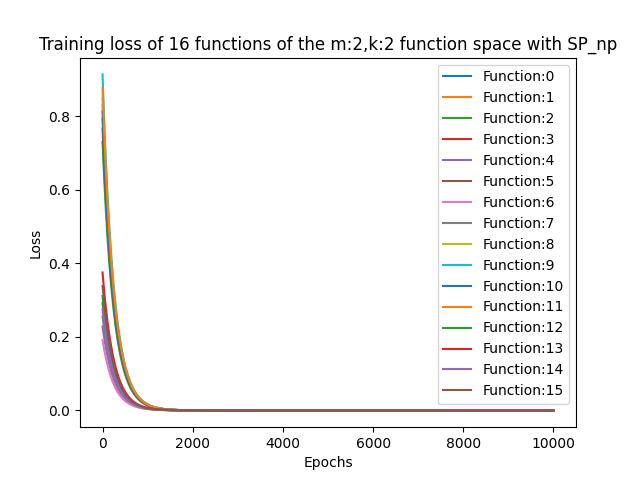 Training loss of 16 functions of the m:2,k:2 function space with SP_np
Loss
0.8
0.6
0.4
0.2
0.0
Function:0
Function:1
Function:2
Function:3
Function:4
Function:5
Function:6
Function:7
Function:8
Function:9
Function:10
Function:11
Function:12
Function:13
Function:14
Function:15
0 2000 4000 6000 8000 10000
Epochs